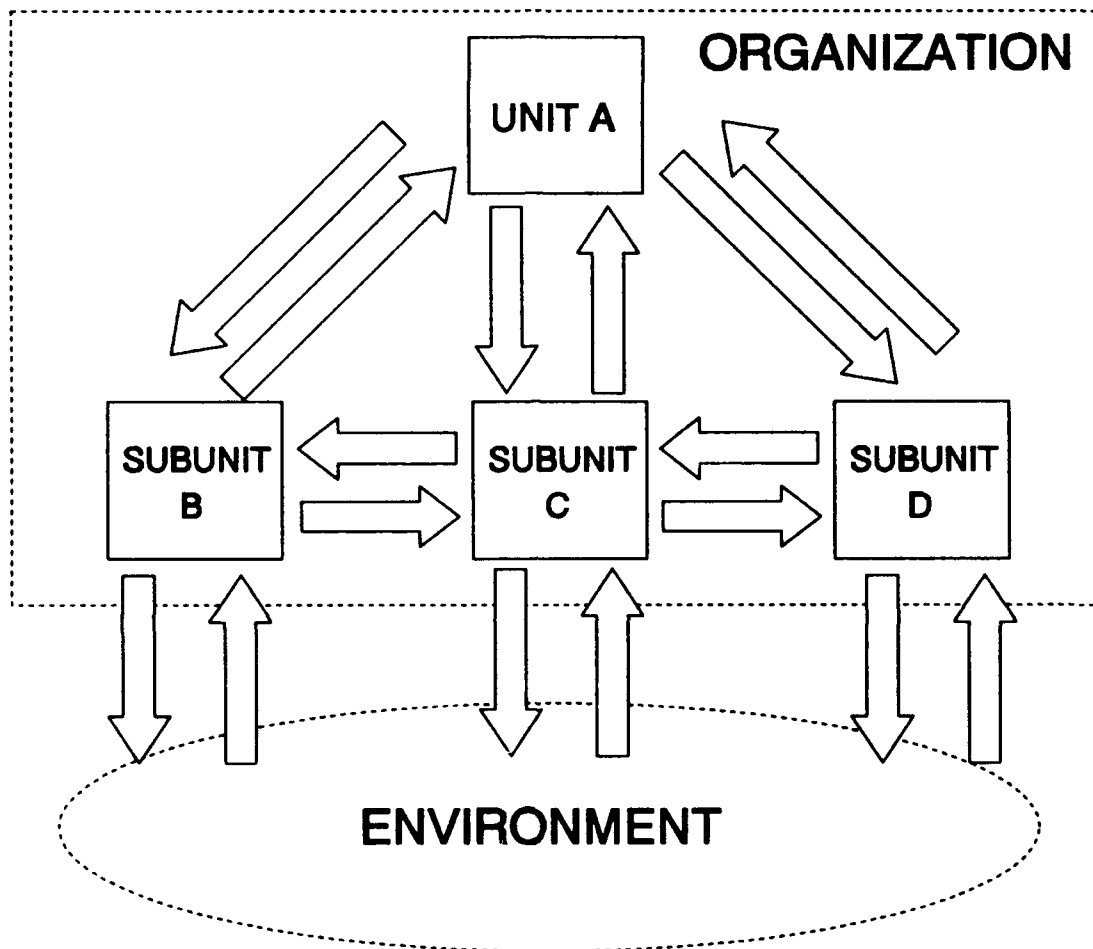 ORGANIZATION
UNIT A
SUBUNIT
B
SUBUNIT
C
SUBUNIT
D
ENVIRONMENT